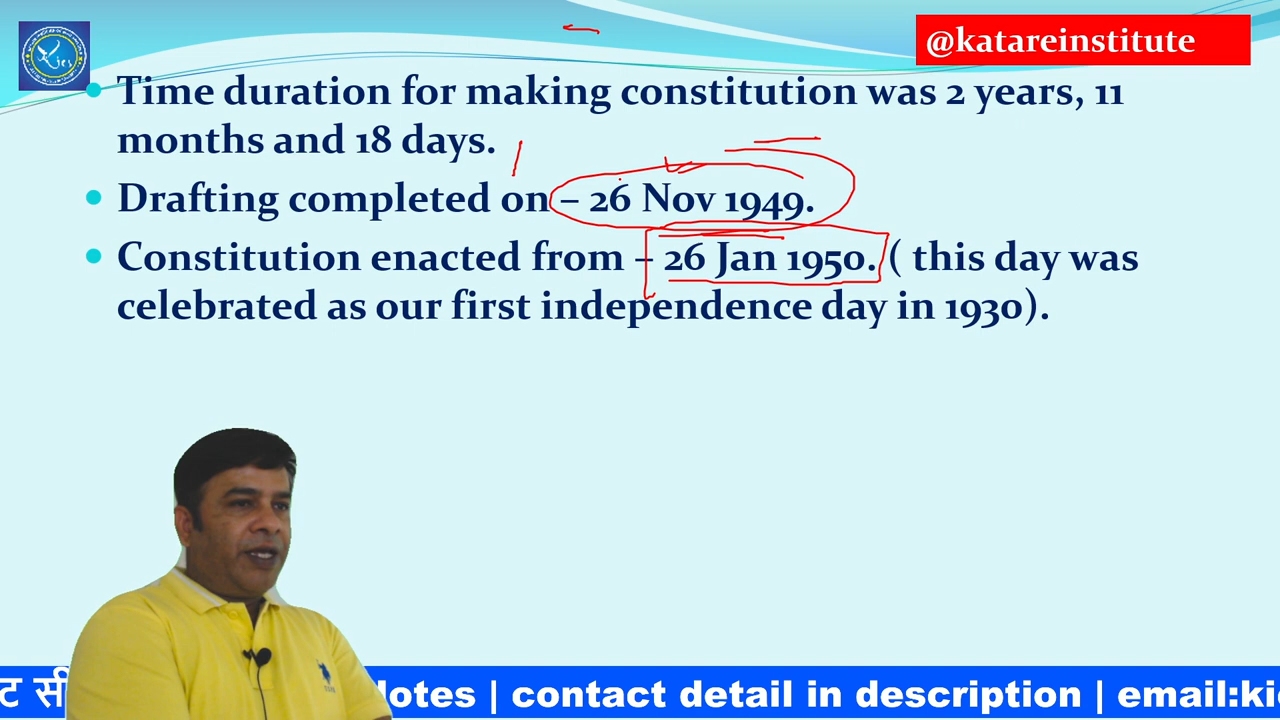 @katareinstitute
Time duration for making constitution was 2 years, 11
months and 18 days.
Drafting completed on – 26 Nov 1949.
Constitution enacted from – 26 Jan 1950. ( this day was
celebrated as our first independence day in 1930).
ट सी
| contact detail in description | email: